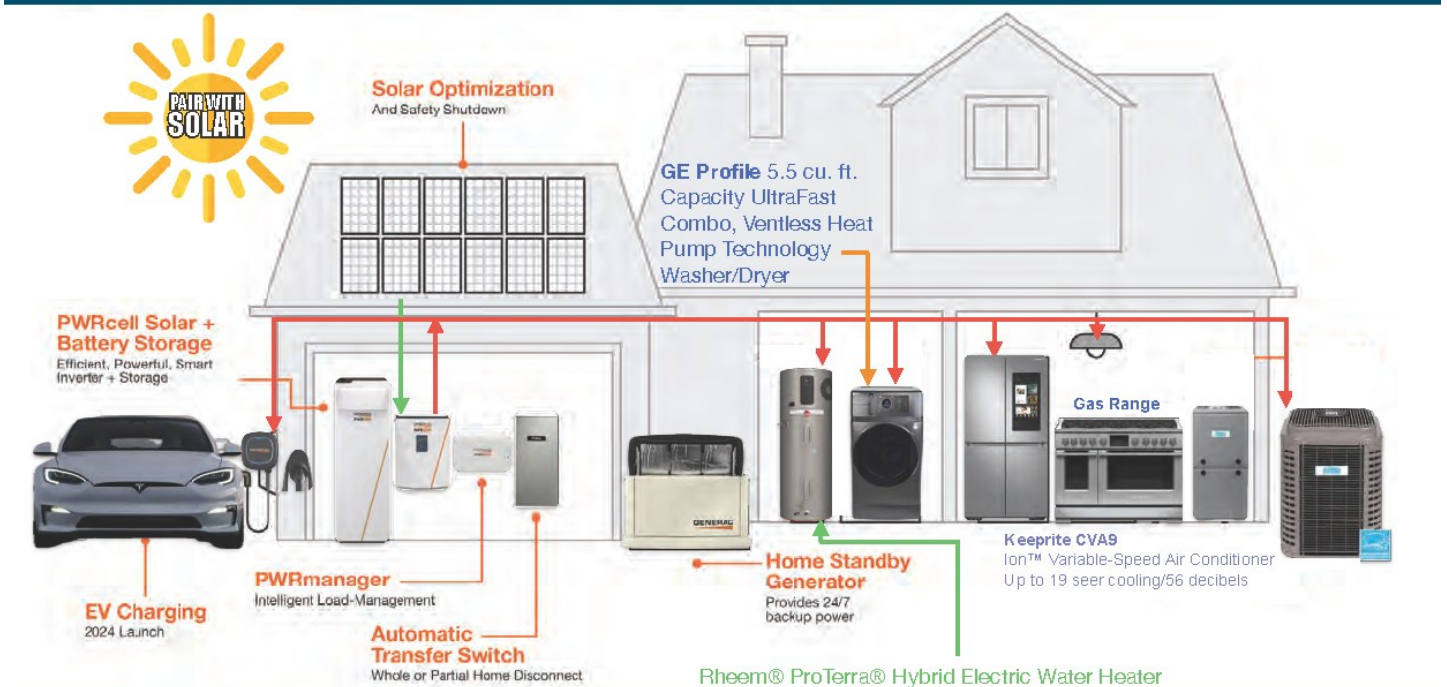 PAIR WITH
SOLAR
Solar Optimization
And Safety Shutdown
GE Profile 5.5 cu. ft.
Capacity UltraFast
Combo, Ventless Heat
Pump Technology
Washer/Dryer
PWRcell Solar +
Battery Storage
Efficient, Powerful, Smart
Inverter + Storage
Gas Range
GENERAC
Keeprite CVA9
Ion™ Variable-Speed Air Conditioner
Up to 19 seer cooling/56 decibels
Home Standby
Generator
Provides 24/7
backup power
PWRmanager
Intelligent Load-Management
EV Charging
2024 Launch
Automatic
Transfer Switch
Whole or Partial Home Disconnect
Rheem® ProTerra® Hybrid Electric Water Heater